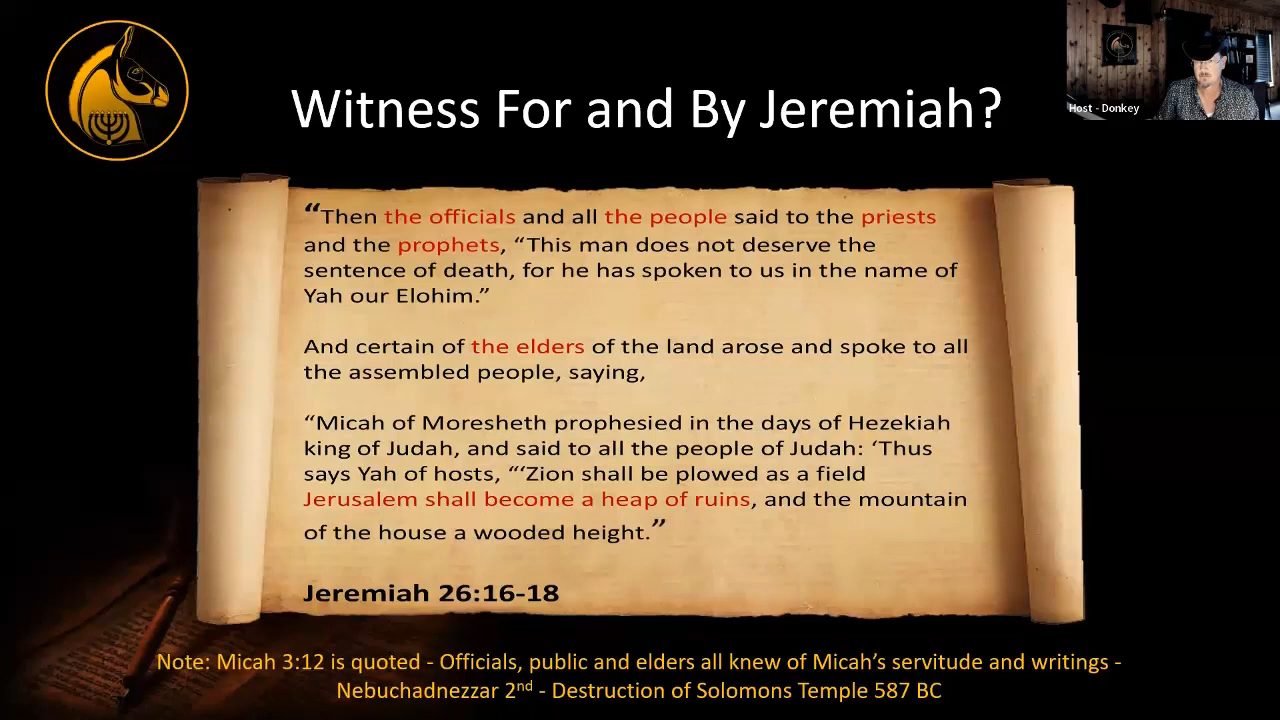 Witness For and By Jeremiah?
Host - Donkey
“Then the officials and all the people said to the priests
and the prophets, “This man does not deserve the
sentence of death, for he has spoken to us in the name of
Yah our Elohim.”
And certain of the elders of the land arose and spoke to all
the assembled people, saying,
“Micah of Moresheth prophesied in the days of Hezekiah
king of Judah, and said to all the people of Judah: ‘Thus
says Yah of hosts, “‘Zion shall be plowed as a field
Jerusalem shall become a heap of ruins, and the mountain
of the house a wooded height.”
Jeremiah 26:16-18
Note: Micah 3:12 is quoted - Officials, public and elders all knew of Micah’s servitude and writings -
Nebuchadnezzar 2nd - Destruction of Solomons Temple 587 BC